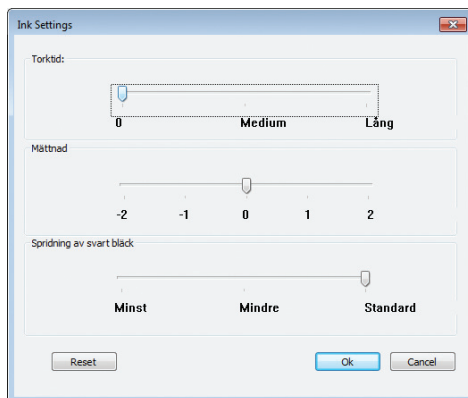 Ink Settings
Torktid:
0 Medium Lång
Mättnad
-2 -1 0 1 2
Spridning av svart bläck
Minst Mindre Standard
Reset Ok Cancel